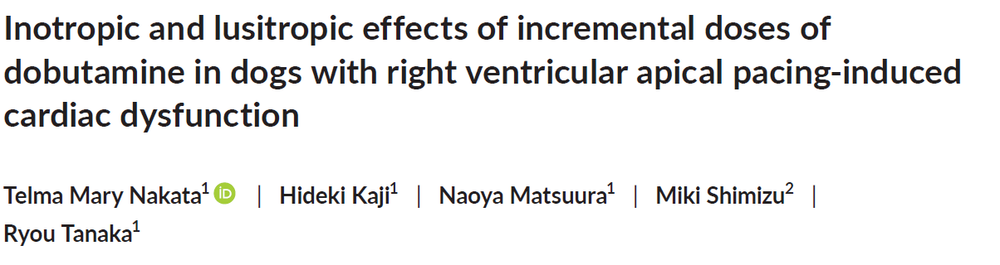 Inotropic and lusitropic effects of incremental doses of
dobutamine in dogs with right ventricular apical pacing-induced
cardiac dysfunction
Telma Mary Nakata1 iD | Hideki Kaji1 | Naoya Matsuura1 | Miki Shimizu2 |
Ryou Tanaka1